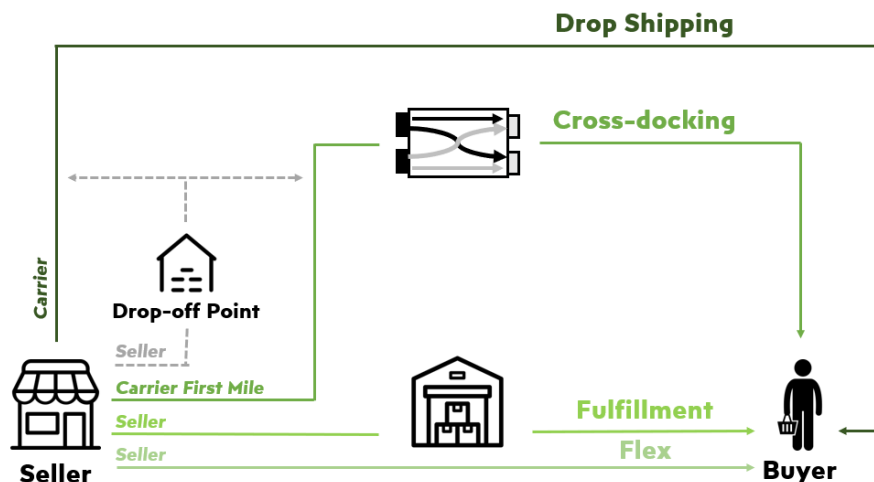 Drop Shipping
Cross-docking
Carrier
Drop-off Point
Seller
Carrier First Mile
Seller
Fulfillment
Seller
Flex
Seller
Buyer